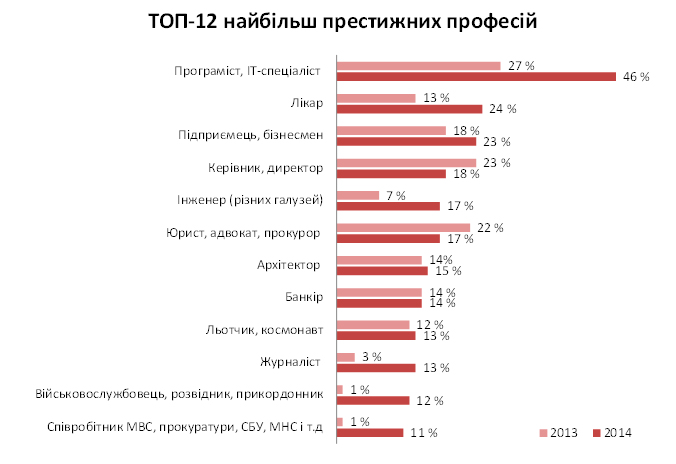 ТОП-12 найбільш престижних професій
Програміст, ІТ-спеціаліст
27 %
46 %
Лікар
13 %
24 %
Підприємець, бізнесмен
18 %
23 %
Керівник, директор
23 %
18 %
Інженер (різних галузей)
7 %
17 %
Юрист, адвокат, прокурор
22 %
17 %
Архітектор
14%
15 %
Банкір
14 %
14 %
Льотчик, космонавт
12 %
13 %
Журналіст
3 %
13 %
Військовослужбовець, розвідник, прикордонник
1 %
12 %
Співробітник МВС, прокуратури, СБУ, МНС і т.д
1 %
11 %
2013
2014